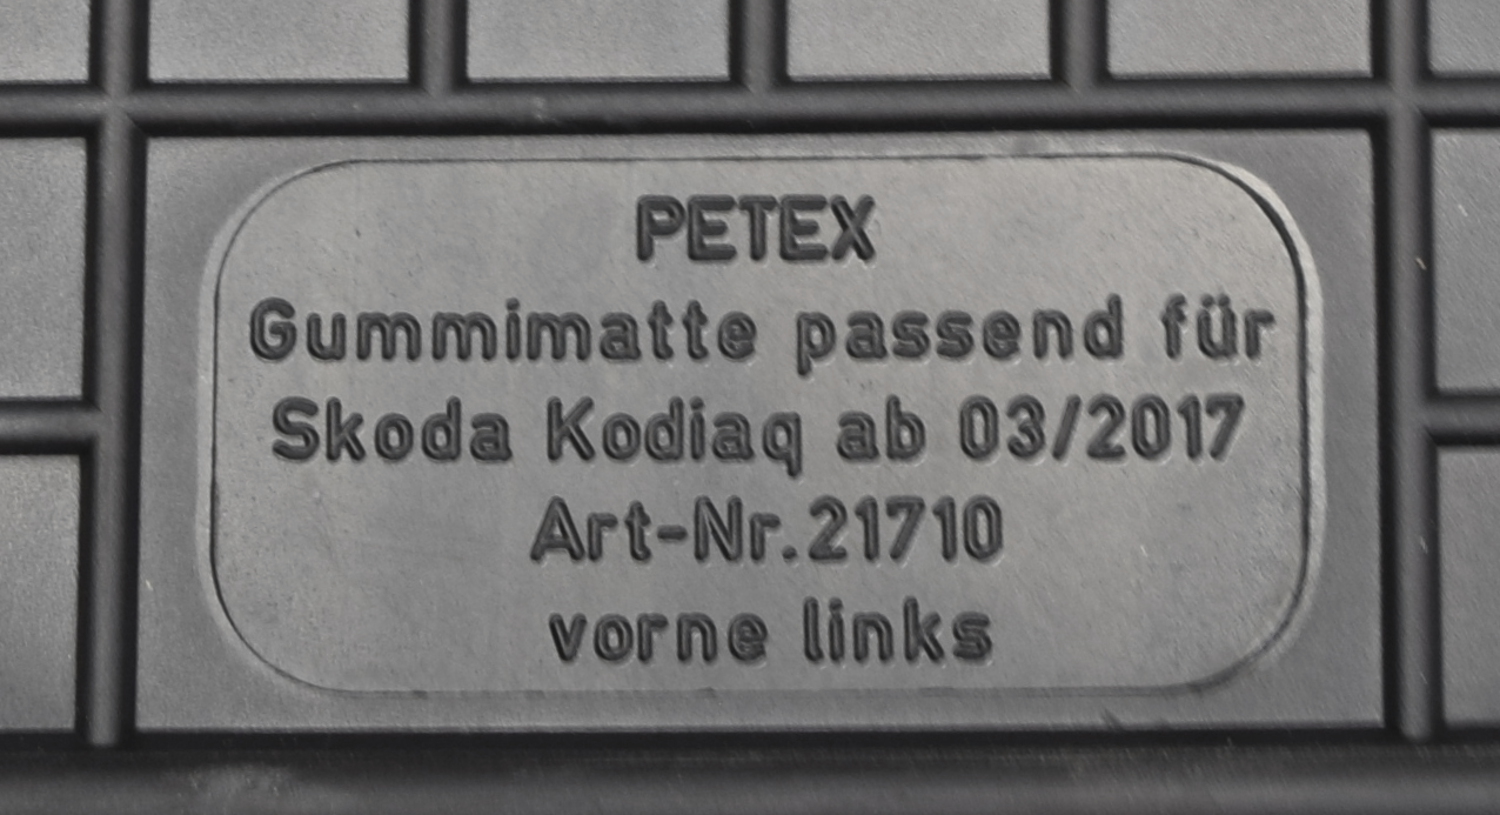 PETEX
Gummimatte passend für
Skoda Kodiaq ab 03/2017
Art-Nr.21710
vorne links